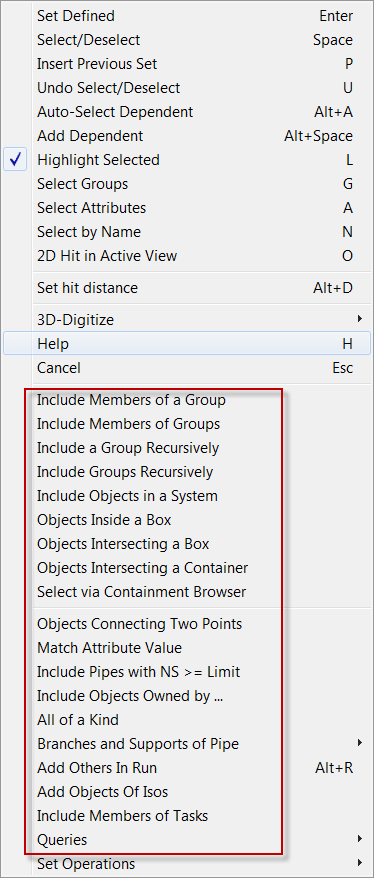 Set Defined Enter
Select/Deselect Space
Insert Previous Set P
Undo Select/Deselect U
Auto-Select Dependent Alt+A
Add Dependent Alt+Space
Highlight Selected L
Select Groups G
Select Attributes A
Select by Name N
2D Hit in Active View O
Set hit distance Alt+D
3D-Digitize
Help H
Cancel Esc
Include Members of a Group
Include Members of Groups
Include a Group Recursively
Include Groups Recursively
Include Objects in a System
Objects Inside a Box
Objects Intersecting a Box
Objects Intersecting a Container
Select via Containment Browser
Objects Connecting Two Points
Match Attribute Value
Include Pipes with NS >= Limit
Include Objects Owned by ...
All of a Kind
Branches and Supports of Pipe
Add Others In Run Alt+R
Add Objects Of Isos
Include Members of Tasks
Queries
Set Operations